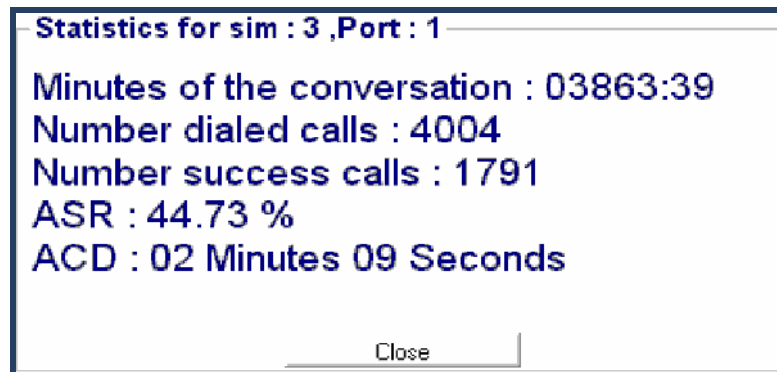 Statistics for sim : 3 ,Port : 1
Minutes of the conversation : 03863:39
Number dialed calls : 4004
Number success calls : 1791
ASR : 44.73 %
ACD : 02 Minutes 09 Seconds
Close